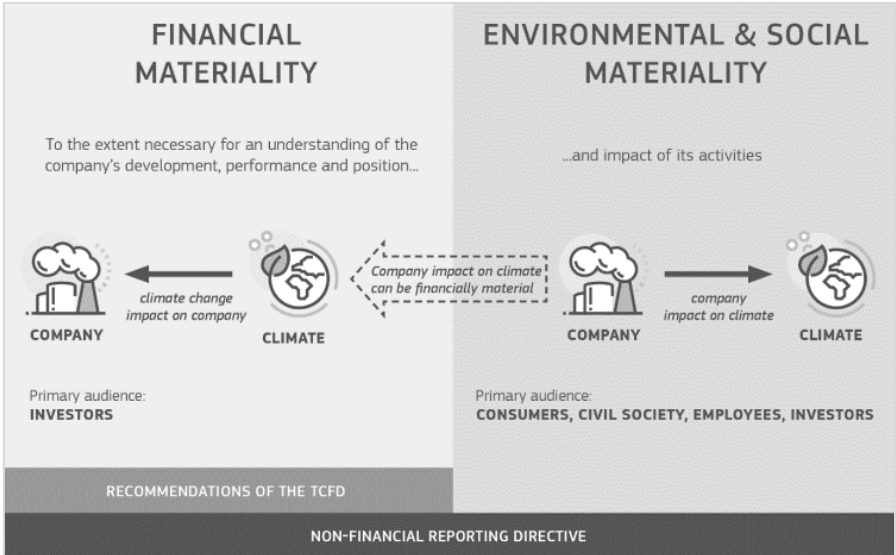 FINANCIAL
MATERIALITY
To the extent necessary for an understanding of the
company's development, performance and position...
climate change
impact on company
COMPANY
CLIMATE
Primary audience:
INVESTORS
RECOMMENDATIONS OF THE TCFD
Company impact on climate
can be financially material
ENVIRONMENTAL & SOCIAL
MATERIALITY
...and impact of its activities
company
impact on climate
COMPANY
CLIMATE
Primary audience:
CONSUMERS, CIVIL SOCIETY, EMPLOYEES, INVESTORS
NON-FINANCIAL REPORTING DIRECTIVE